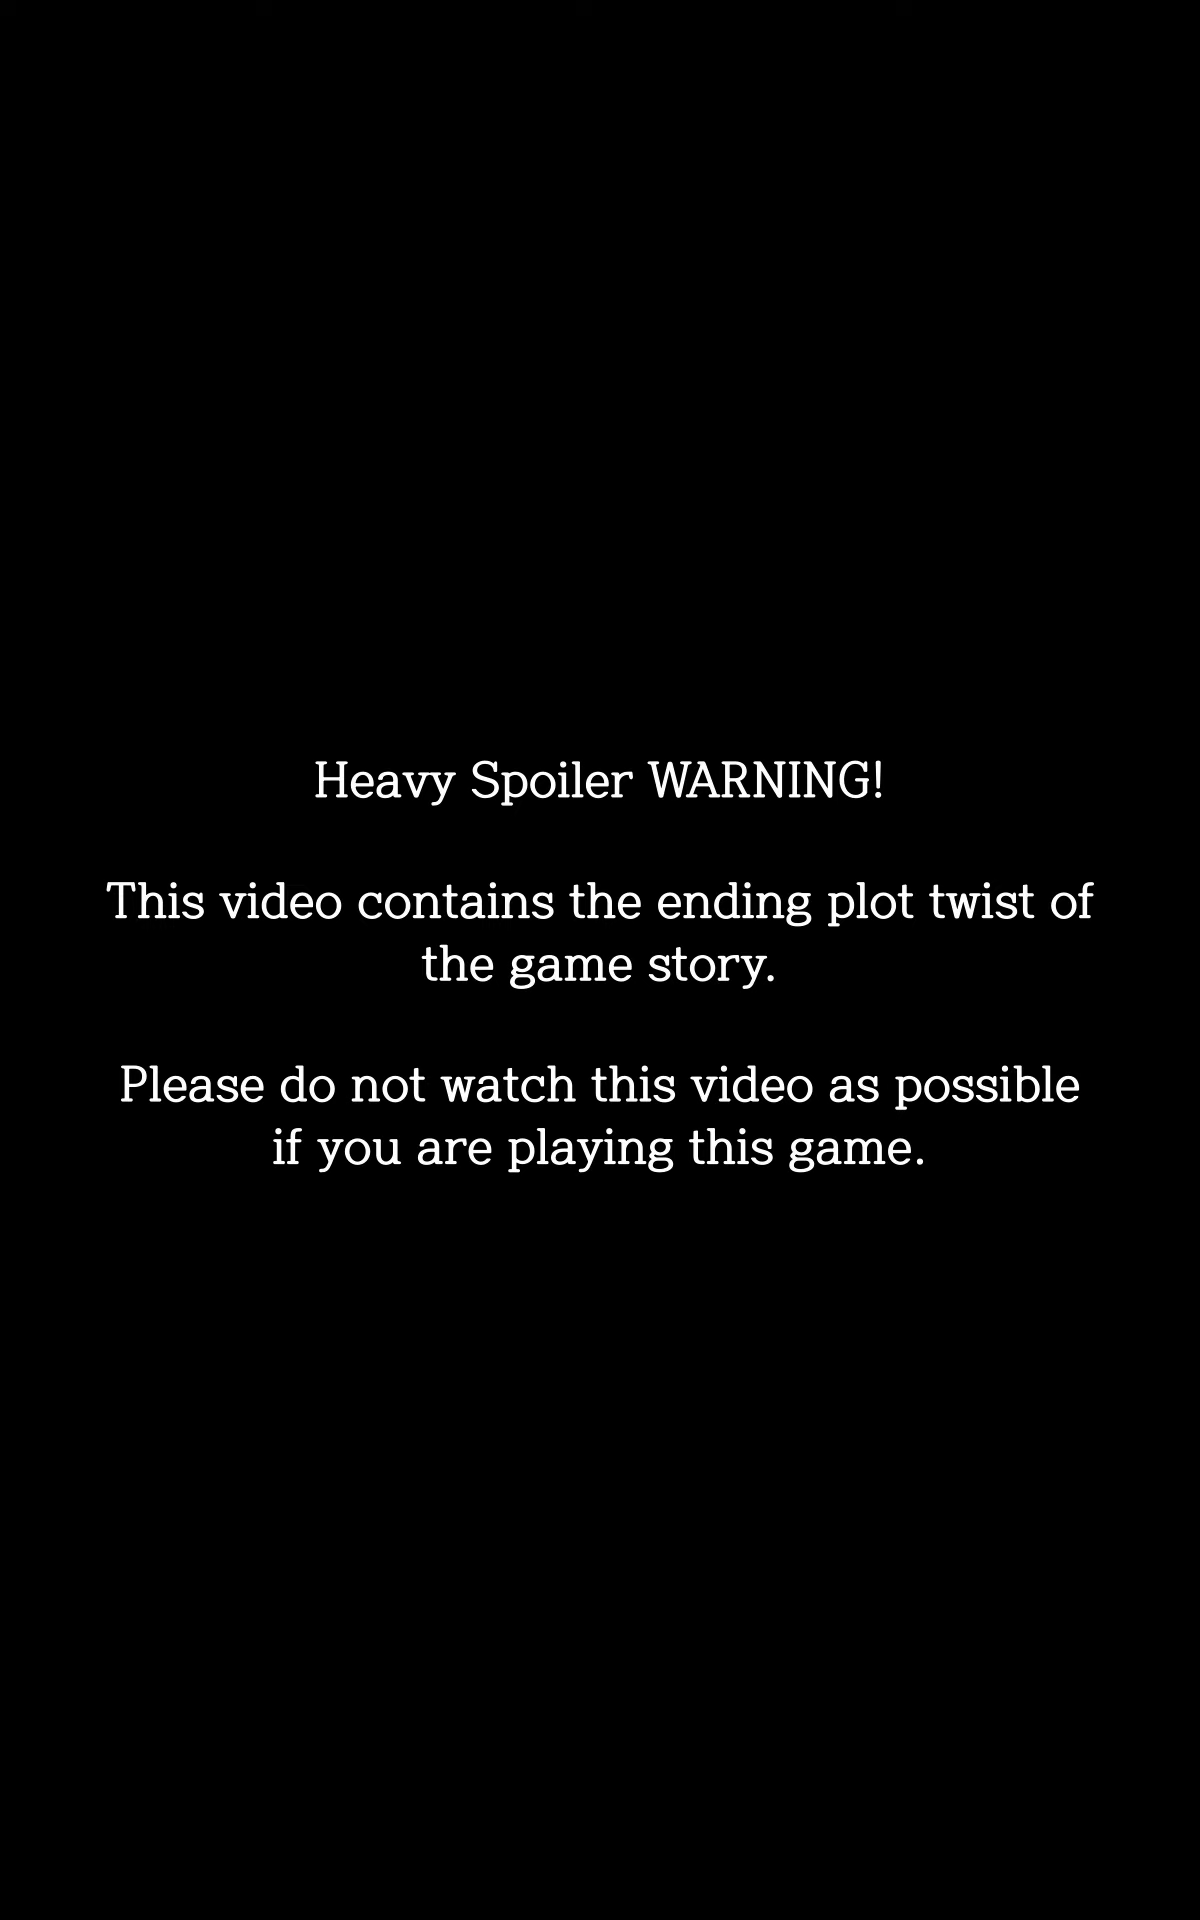 Heavy Spoiler WARNING!
This video contains the ending plot twist of
the game story.
Please do not watch this video as possible
if you are playing this game.